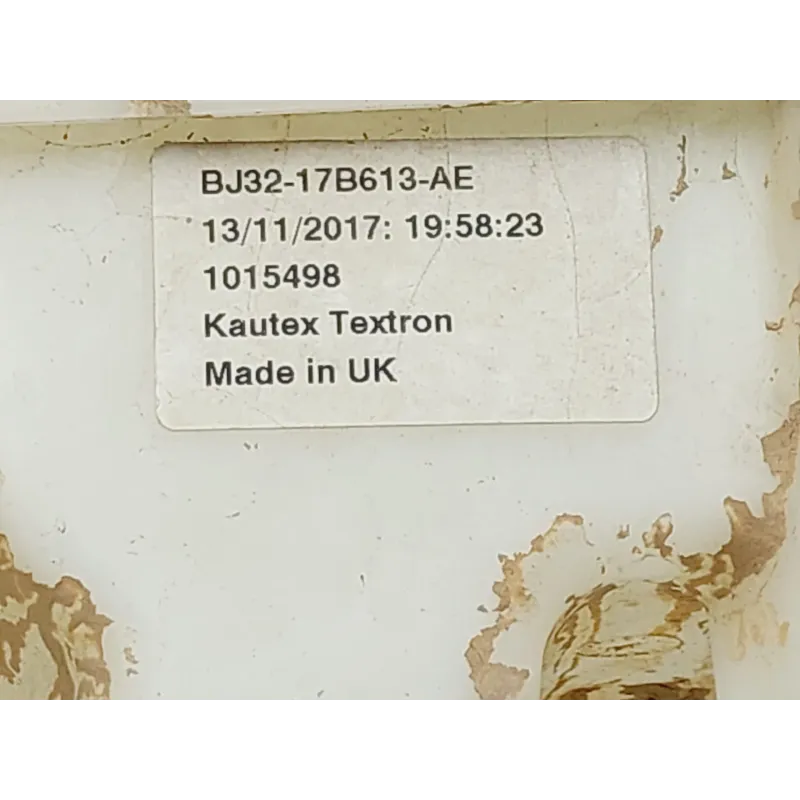 BJ32-17B613-AE
13/11/2017: 19:58:23
1015498
Kautex Textron
Made in UK